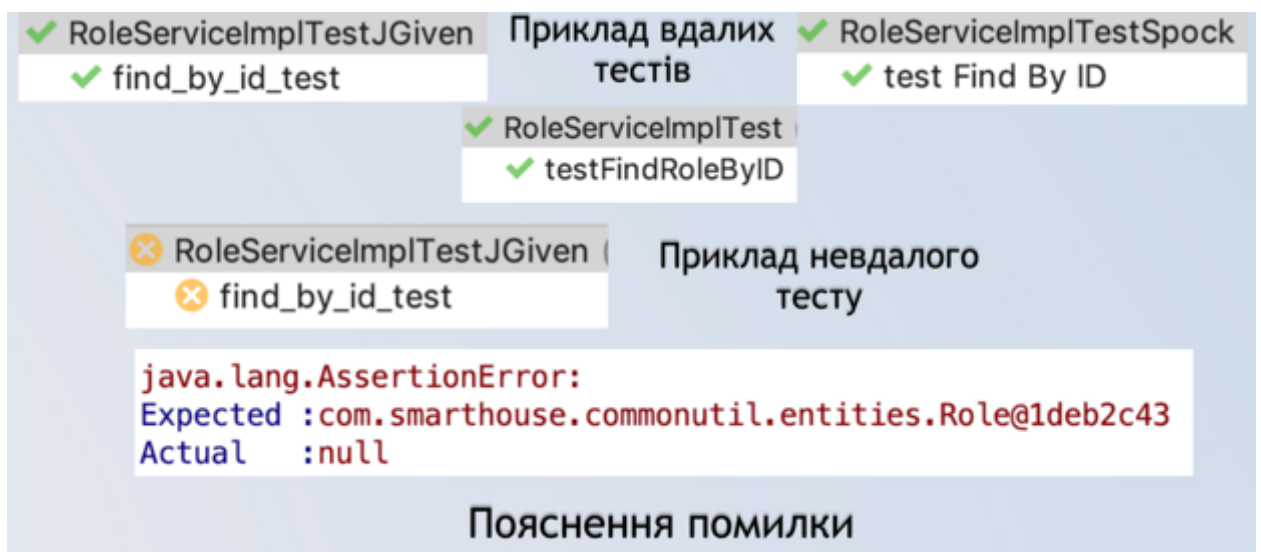 RoleServiceImplTestJGiven
find_by_id_test
Приклад вдалих
тестів
RoleServiceImplTestSpock
test Find By ID
RoleServiceImplTest
testFindRoleByID
RoleServiceImplTestJGiven
find_by_id_test
Приклад невдалого
тесту
java.lang.AssertionError:
Expected :com.smarthouse.commonutil.entities.Role@1deb2c43
Actual   :null
Пояснення помилки